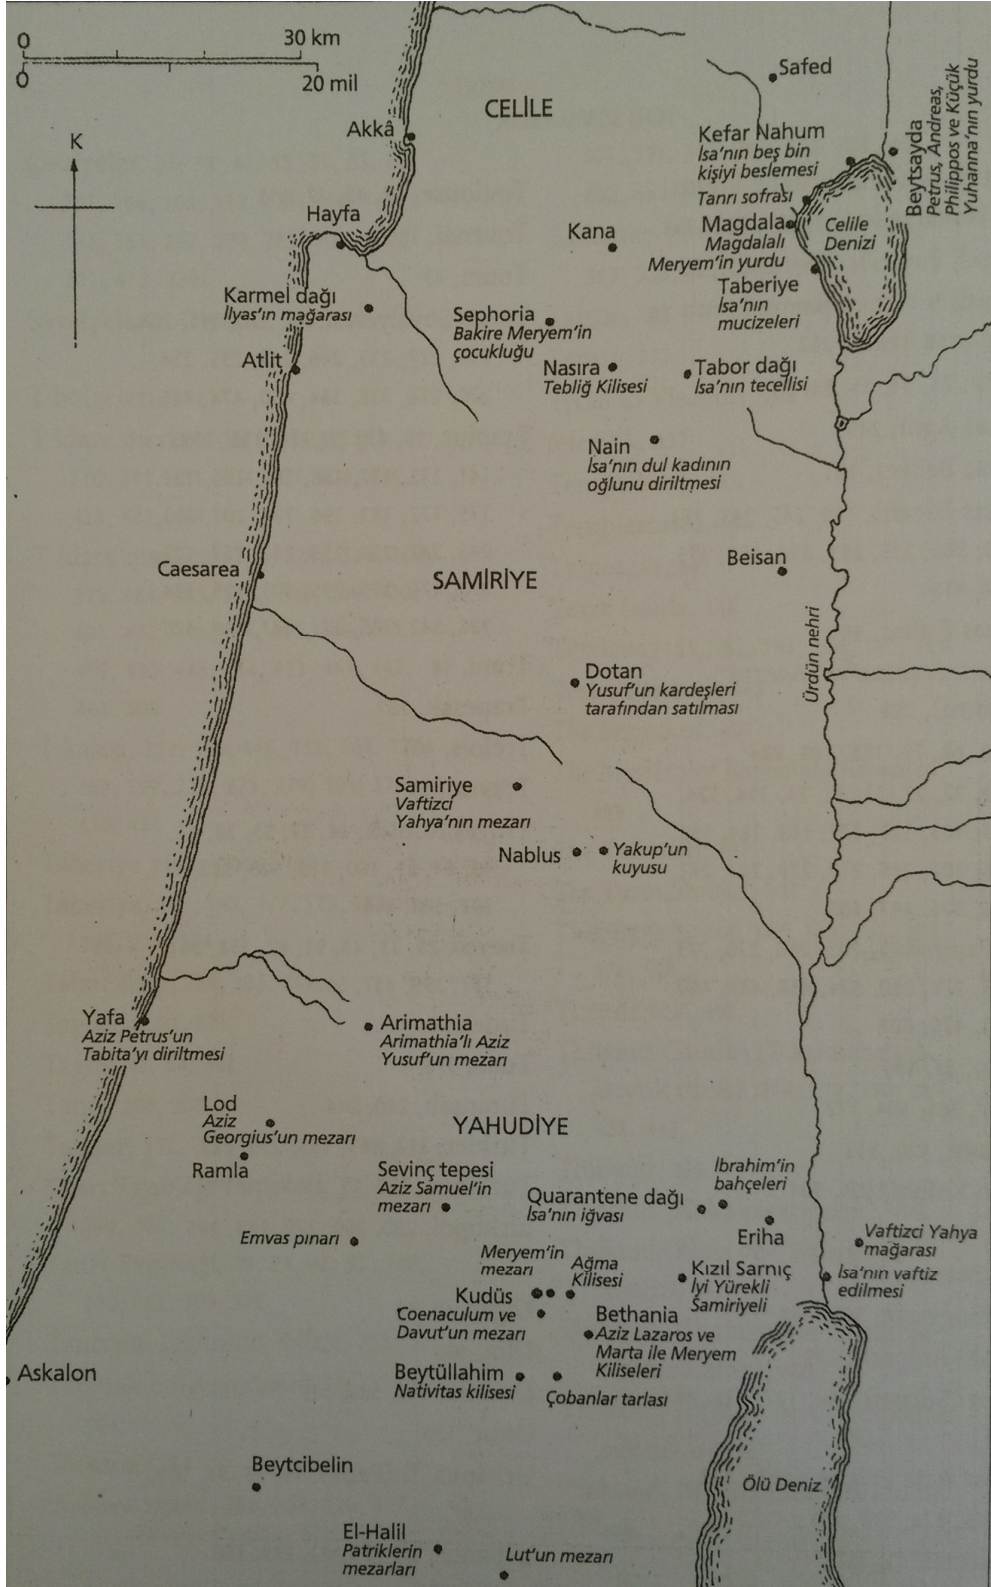 0
30 km
0
20 mil
K
CELİLE
Safed
Akkâ
Kefar Nahum
İsa'nın beş bin
kişiyi beslemesi
Tanrı sofrası
Beytsayda
Petrus, Andreas,
Philippos ve Küçük
Yuhanna'nın yurdu
Hayfa
Kana
Magdala
Magdalalı
Meryem'in yurdu
Celile
Denizi
Taberiye
İsa'nın
mucizeleri
Karmel dağı
İlyas'ın mağarası
Sephoria
Bakire Meryem'in
çocukluğu
Atlit
Nasıra
Tebliğ Kilisesi
Tabor dağı
İsa'nın tecellisi
Nain
İsa'nın dul kadının
oğlunu diriltmesi
Caesarea
SAMİRİYE
Beisan
Ürdün nehri
Dotan
Yusuf'un kardeşleri
tarafından satılması
Samiriye
Vaftizci
Yahya'nın mezarı
Nablus
Yakup'un
kuyusu
Yafa
Aziz Petrus'un
Tabita'yı diriltmesi
Arimathia
Arimathia'lı Aziz
Yusuf'un mezarı
Lod
Aziz
Georgius'un mezarı
Ramla
YAHUDİYE
Sevinç tepesi
Aziz Samuel'in
mezarı
Quarantene dağı
İsa'nın iğvası
İbrahim'in
bahçeleri
Eriha
Emvas pınarı
Vaftizci Yahya
mağarası
Meryem'in
mezarı
Ağma
Kilisesi
Kızıl Sarnıç
İyi Yürekli
Samiriyeli
İsa'nın vaftiz
edilmesi
Kudüs
Coenaculum ve
Davut'un mezarı
Bethania
Aziz Lazaros ve
Marta ile Meryem
Kiliseleri
Askalon
Beytüllahim
Nativitas kilisesi
Çobanlar tarlası
Beytcibelin
Ölü Deniz
El-Halil
Patriklerin
mezarları
Lut'un mezarı